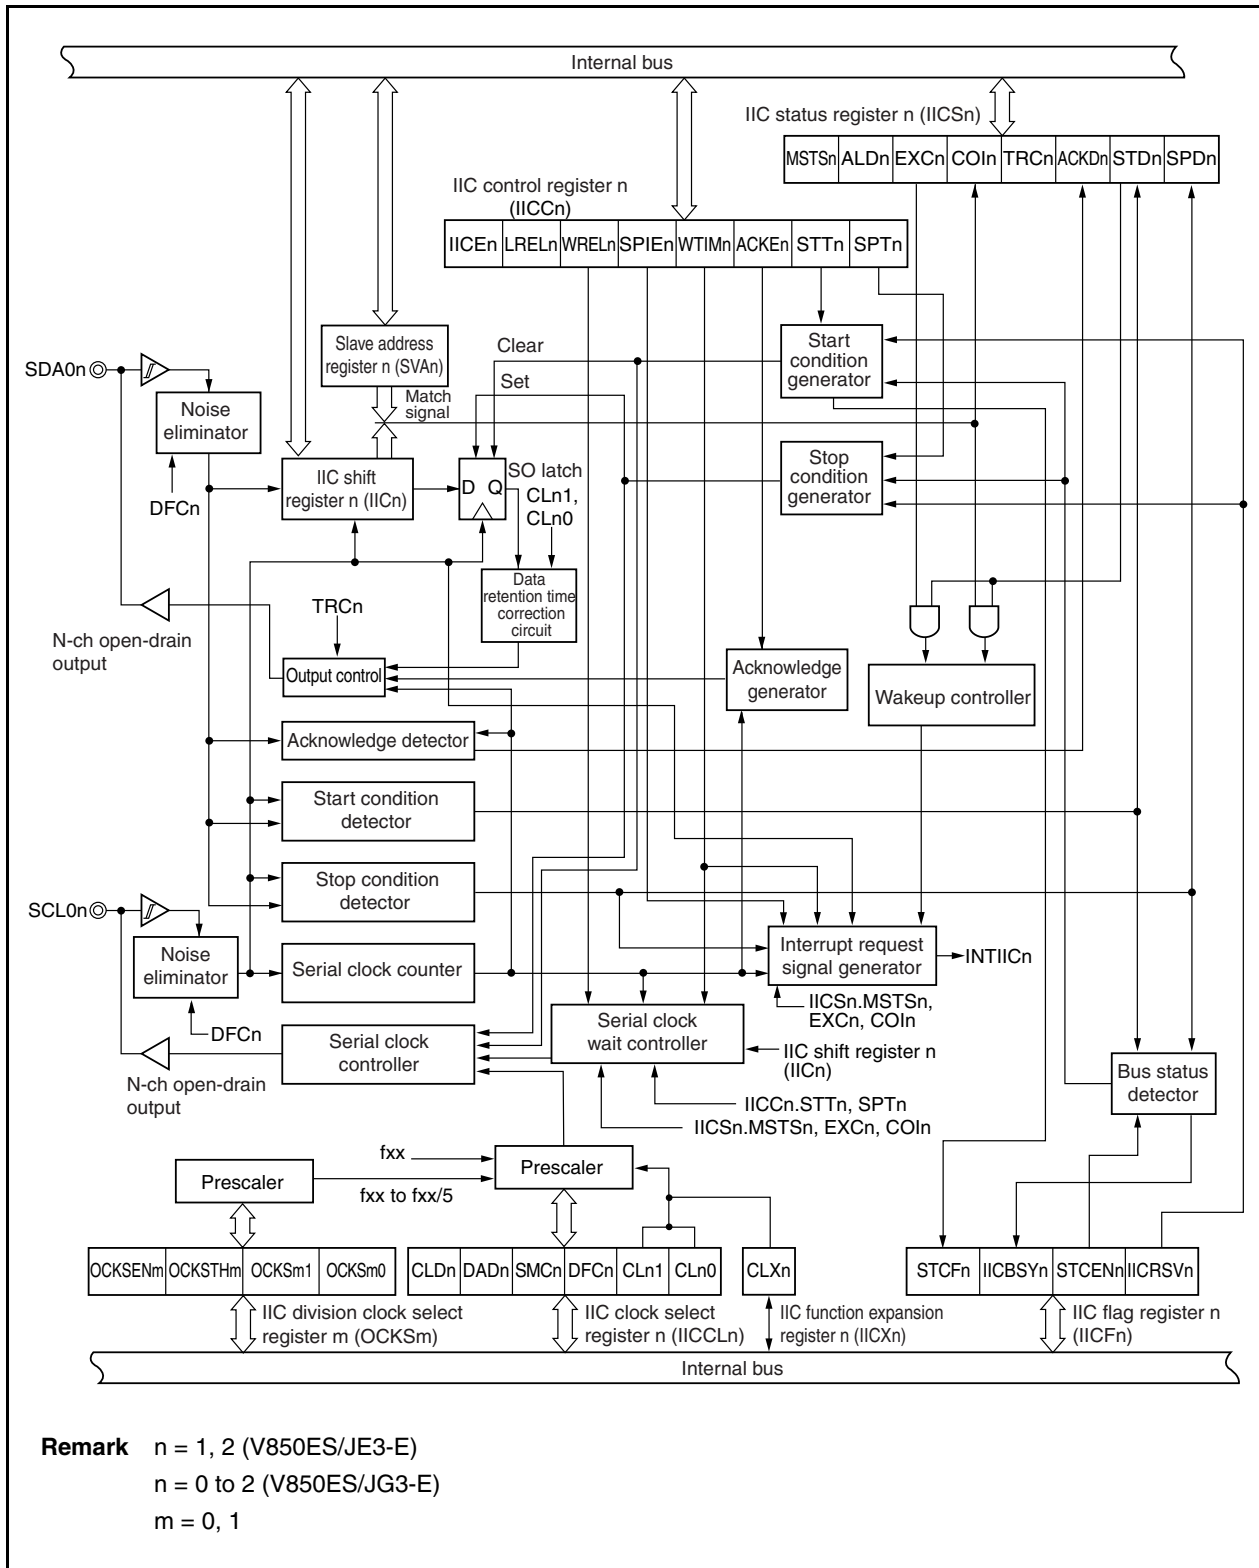 Internal bus
IIC status register n (IICSn)
MSTSn ALDn EXCn COIn TRCn ACKDn STDn SPDn
IIC control register n
(IICCn)
IICEn LRELn WRELn SPIEn WTIMn ACKEn STTn SPTn
SDA0n
Noise
eliminator
DFCn
Slave address
register n (SVAn)
Match
signal
Clear
Set
IIC shift
register n (IICn)
D Q
SO latch
CLn1,
CLn0
Start
condition
generator
Stop
condition
generator
N-ch open-drain
output
TRCn
Data
retention time
correction
circuit
Output control
Acknowledge
generator
Wakeup controller
Acknowledge detector
Start condition
detector
Stop condition
detector
SCL0n
Noise
eliminator
DFCn
Serial clock counter
Interrupt request
signal generator
INTIICn
IICSn.MSTSn,
EXCn, COIn
Serial clock
controller
Serial clock
wait controller
IIC shift register n
(IICn)
N-ch open-drain
output
Bus status
detector
IICCn.STTn, SPTn
IICSn.MSTSn, EXCn, COIn
Prescaler
fxx
fxx to fxx/5
Prescaler
OCKSENm OCKSTHm OCKSm1 OCKSm0
CLDn DADn SMCn DFCn CLn1 CLn0
CLXn
STCFn IICBSYn STCENn IICRSVn
IIC division clock select
register m (OCKSm)
IIC clock select
register n (IICCLn)
IIC function expansion
register n (IICXn)
IIC flag register n
(IICFn)
Internal bus
Remark n = 1, 2 (V850ES/JE3-E)
n = 0 to 2 (V850ES/JG3-E)
m = 0, 1